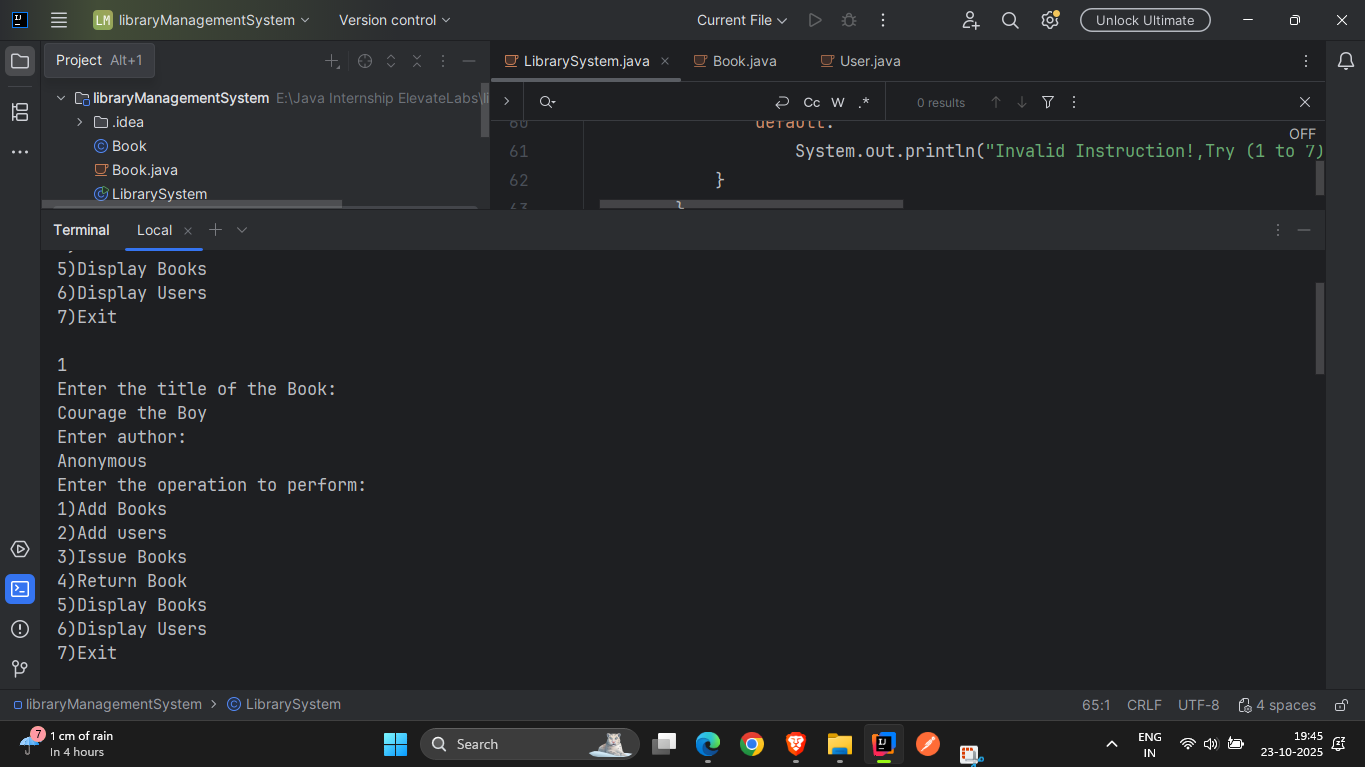 LM libraryManagementSystem Version control Current File Unlock Ultimate
Project Alt+1
LibrarySystem.java Book.java User.java
libraryManagementSystem E:\Java Internship ElevateLabs\li
Cc W .* 0 results
.idea
Book
Book.java
LibrarySystem
60 default:
OFF
61 System.out.println("Invalid Instruction!,Try (1 to 7)
62 }
63 }
Terminal Local
5)Display Books
6)Display Users
7)Exit
1
Enter the title of the Book:
Courage the Boy
Enter author:
Anonymous
Enter the operation to perform:
1)Add Books
2)Add users
3)Issue Books
4)Return Book
5)Display Books
6)Display Users
7)Exit
libraryManagementSystem > LibrarySystem 65:1 CRLF UTF-8 4 spaces
7
1 cm of rain
In 4 hours
Search
ENG
IN
19:45
23-10-2025